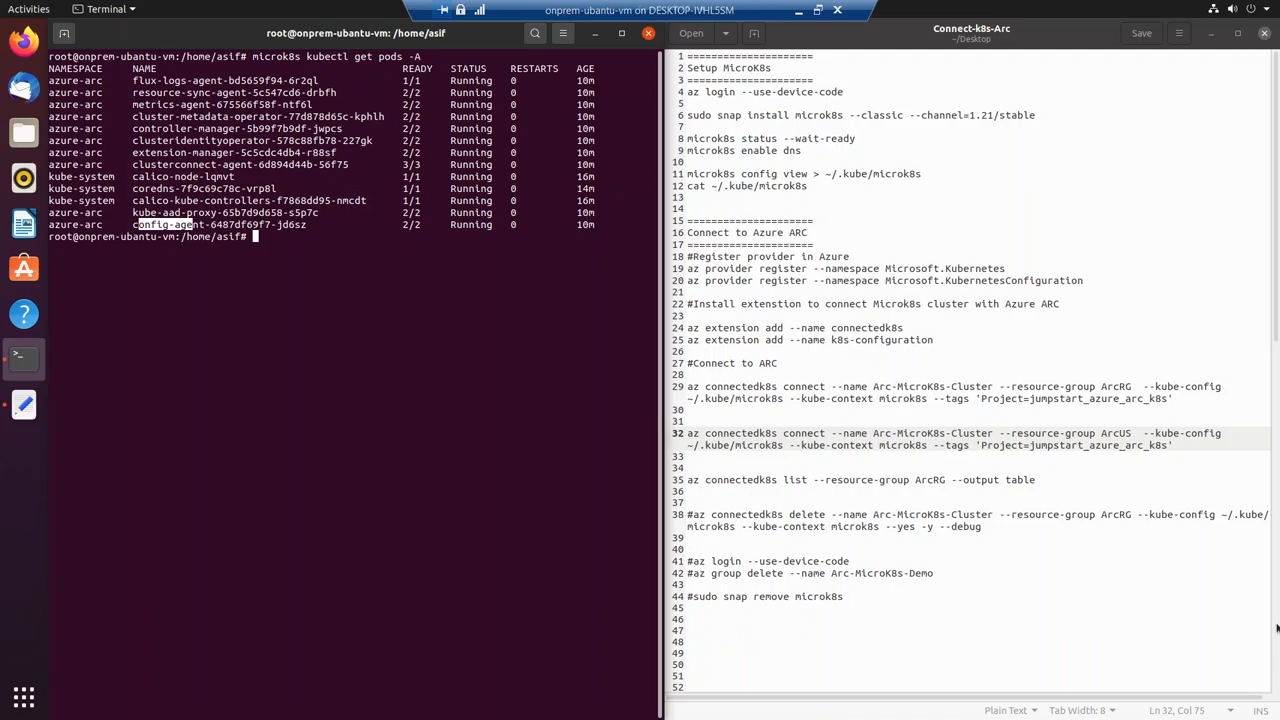 Activities
Terminal
onprem-ubantu-vm on DESKTOP-IVHL5SM
root@onprem-ubantu-vm: /home/asif
root@onprem-ubantu-vm:/home/asif# microk8s kubectl get pods -A
NAMESPACE NAME READY STATUS RESTARTS AGE
azure-arc flux-logs-agent-bd5659f94-6r2ql 1/1 Running 0 10m
azure-arc resource-sync-agent-5c547cd6-drbfh 2/2 Running 0 10m
azure-arc metrics-agent-675566f58f-ntf6l 2/2 Running 0 10m
azure-arc cluster-metadata-operator-77d878d65c-kphlh 2/2 Running 0 10m
azure-arc controller-manager-5b99f7b9df-jwpcs 2/2 Running 0 10m
azure-arc clusteridentityoperator-578c88fb78-227gk 2/2 Running 0 10m
azure-arc extension-manager-5c5cdc4db4-r88sf 2/2 Running 0 10m
azure-arc clusterconnect-agent-6d894d44b-56f75 3/3 Running 0 10m
kube-system calico-node-lqmvt 1/1 Running 0 16m
kube-system coredns-7f9c69c78c-vrp8l 1/1 Running 0 14m
kube-system calico-kube-controllers-f7868dd95-nmcdt 1/1 Running 0 16m
azure-arc kube-aad-proxy-65b7d9d658-s5p7c 2/2 Running 0 10m
azure-arc config-agent-6487df69f7-jd6sz 2/2 Running 0 10m
root@onprem-ubantu-vm:/home/asif#
Open
Connect-k8s-Arc
~/Desktop
Save
1 =====================
2 Setup MicroK8s
3 =====================
4 az login --use-device-code
5
6 sudo snap install microk8s --classic --channel=1.21/stable
7
8 microk8s status --wait-ready
9 microk8s enable dns
10
11 microk8s config view > ~/.kube/microk8s
12 cat ~/.kube/microk8s
13
14
15 =====================
16 Connect to Azure ARC
17 =====================
18 #Register provider in Azure
19 az provider register --namespace Microsoft.Kubernetes
20 az provider register --namespace Microsoft.KubernetesConfiguration
21
22 #Install extenstion to connect Microk8s cluster with Azure ARC
23
24 az extension add --name connectedk8s
25 az extension add --name k8s-configuration
26
27 #Connect to ARC
28
29 az connectedk8s connect --name Arc-MicroK8s-Cluster --resource-group ArcRG --kube-config
~/.kube/microk8s --kube-context microk8s --tags 'Project=jumpstart_azure_arc_k8s'
30
31
32 az connectedk8s connect --name Arc-MicroK8s-Cluster --resource-group ArcUS --kube-config
~/.kube/microk8s --kube-context microk8s --tags 'Project=jumpstart_azure_arc_k8s'
33
34
35 az connectedk8s list --resource-group ArcRG --output table
36
37
38 #az connectedk8s delete --name Arc-MicroK8s-Cluster --resource-group ArcRG --kube-config ~/.kube/
microk8s --kube-context microk8s --yes -y --debug
39
40
41 #az login --use-device-code
42 #az group delete --name Arc-MicroK8s-Demo
43
44 #sudo snap remove microk8s
45
46
47
48
49
50
51
52
Plain Text
Tab Width: 8
Ln 32, Col 75
INS